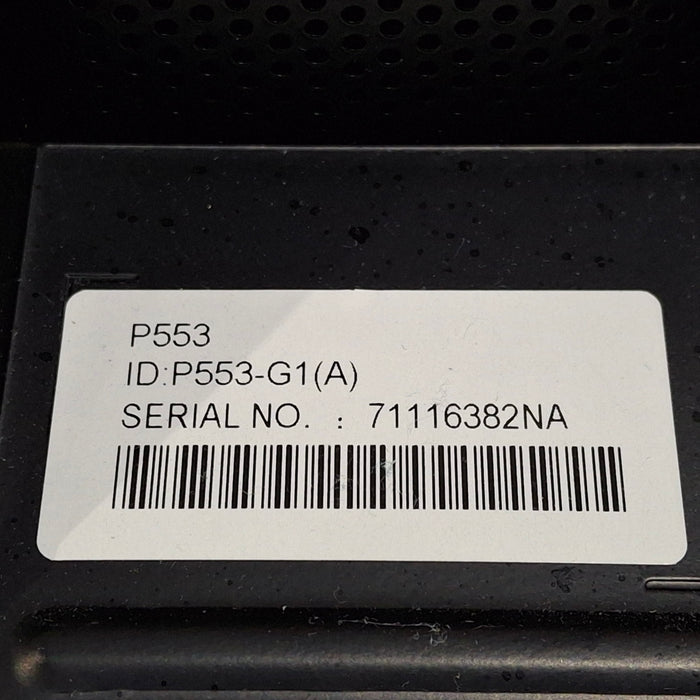 P553
ID:P553-G1(A)
SERIAL NO. : 71116382NA